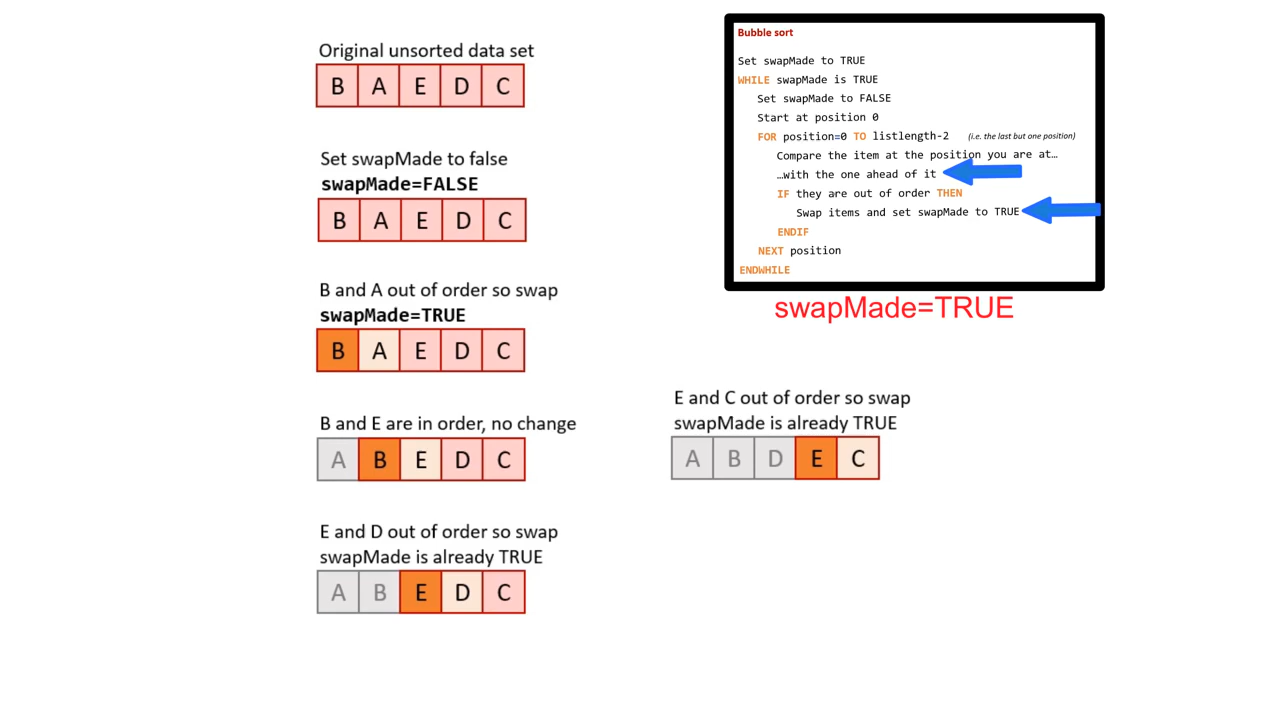 Original unsorted data set
B A E D C
Set swapMade to false
swapMade=FALSE
B A E D C
B and A out of order so swap
swapMade=TRUE
B A E D C
B and E are in order, no change
A B E D C
E and D out of order so swap
swapMade is already TRUE
A B E D C
Bubble sort
Set swapMade to TRUE
WHILE swapMade is TRUE
Set swapMade to FALSE
Start at position 0
FOR position=0 TO listlength-2 (i.e. the last but one position)
Compare the item at the position you are at…
…with the one ahead of it
IF they are out of order THEN
Swap items and set swapMade to TRUE
ENDIF
NEXT position
ENDWHILE
swapMade=TRUE
E and C out of order so swap
swapMade is already TRUE
A B D E C